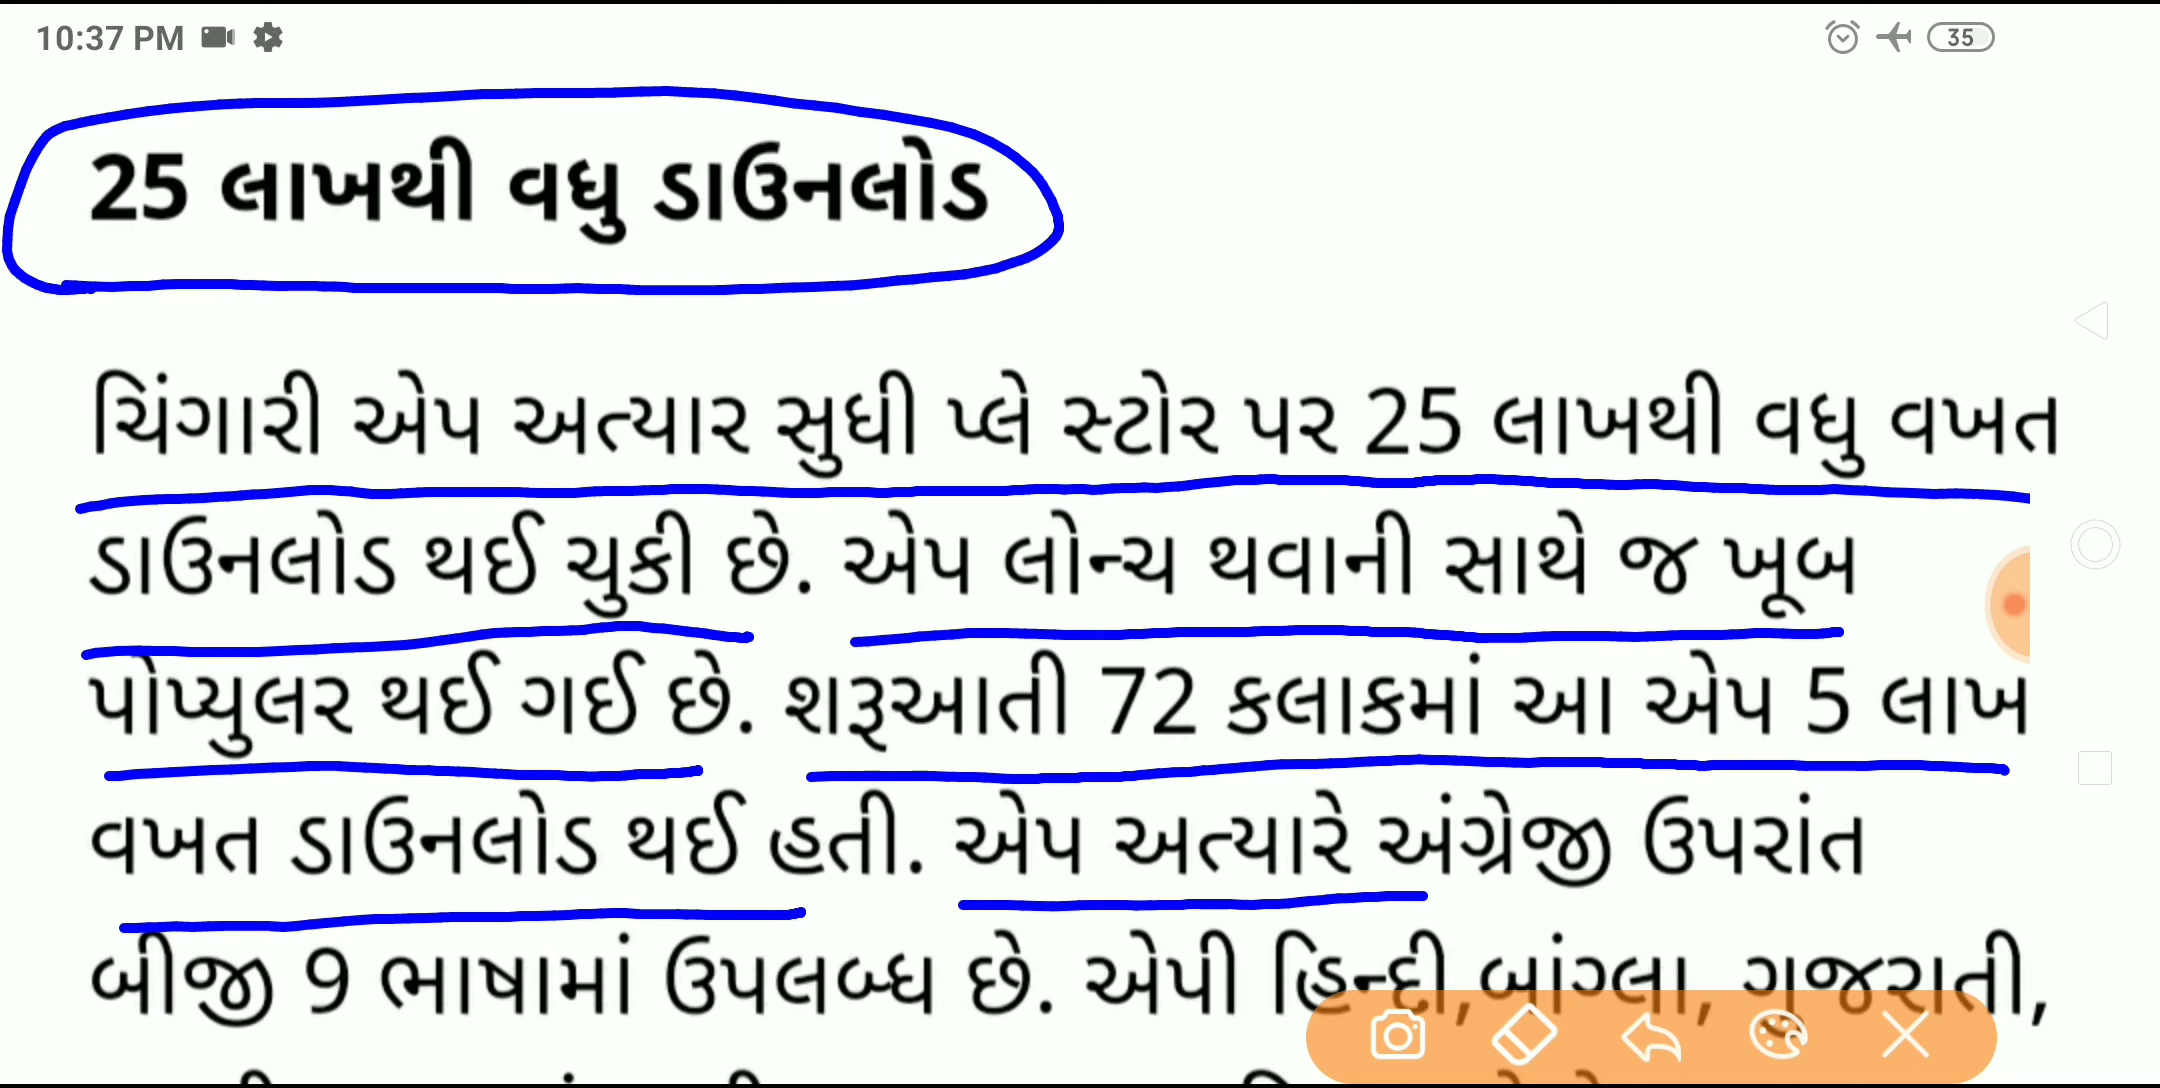 10:37 PM
35
25 લાખથી વધુ ડાઉનલોડ
ચિંગારી એપ અત્યાર સુધી પ્લે સ્ટોર પર 25 લાખથી વધુ વખત
ડાઉનલોડ થઈ ચુકી છે. એપ લોન્ચ થવાની સાથે જ ખૂબ
પોપ્યુલર થઈ ગઈ છે. શરૂઆતી 72 કલાકમાં આ એપ 5 લાખ
વખત ડાઉનલોડ થઈ હતી. એપ અત્યારે અંગ્રેજી ઉપરાંત
બીજી 9 ભાષામાં ઉપલબ્ધ છે. એપી હિન્દી,બાંગ્લા, ગુજરાતી,